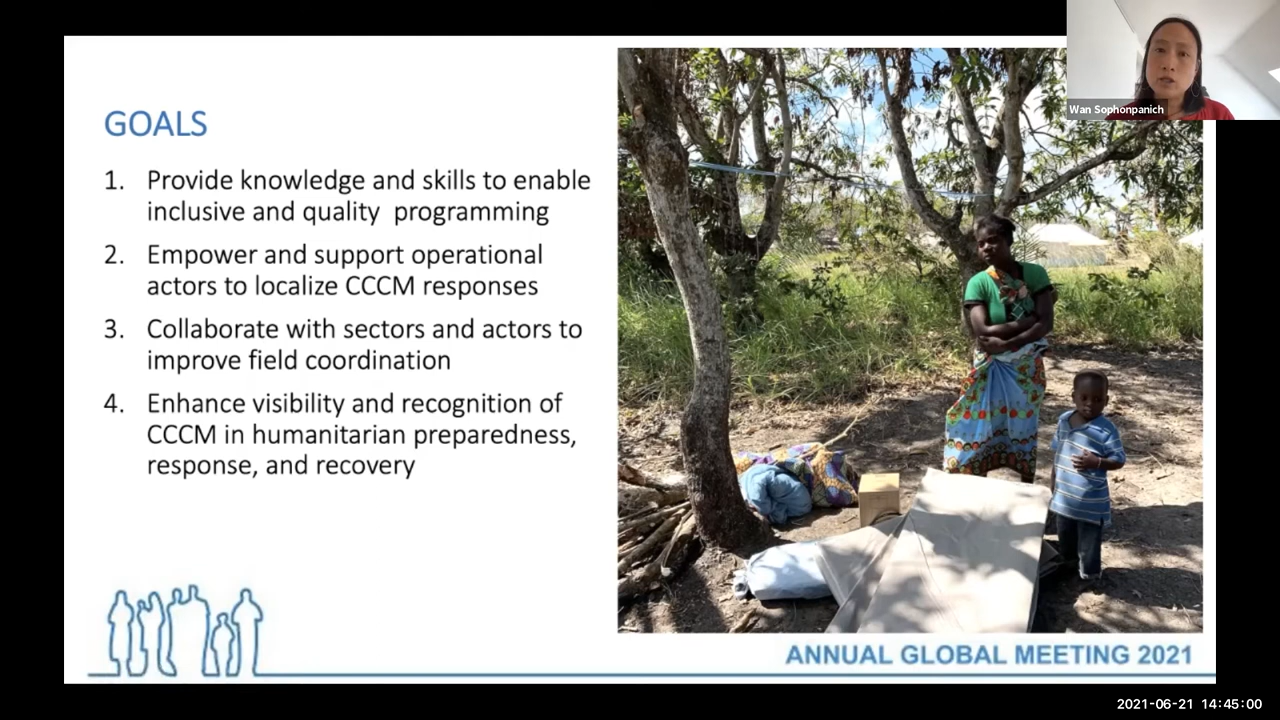 Wan Sophonpanich
GOALS
1. Provide knowledge and skills to enable
inclusive and quality programming
2. Empower and support operational
actors to localize CCCM responses
3. Collaborate with sectors and actors to
improve field coordination
4. Enhance visibility and recognition of
CCCM in humanitarian preparedness,
response, and recovery
ANNUAL GLOBAL MEETING 2021
2021-06-21 14:45:00